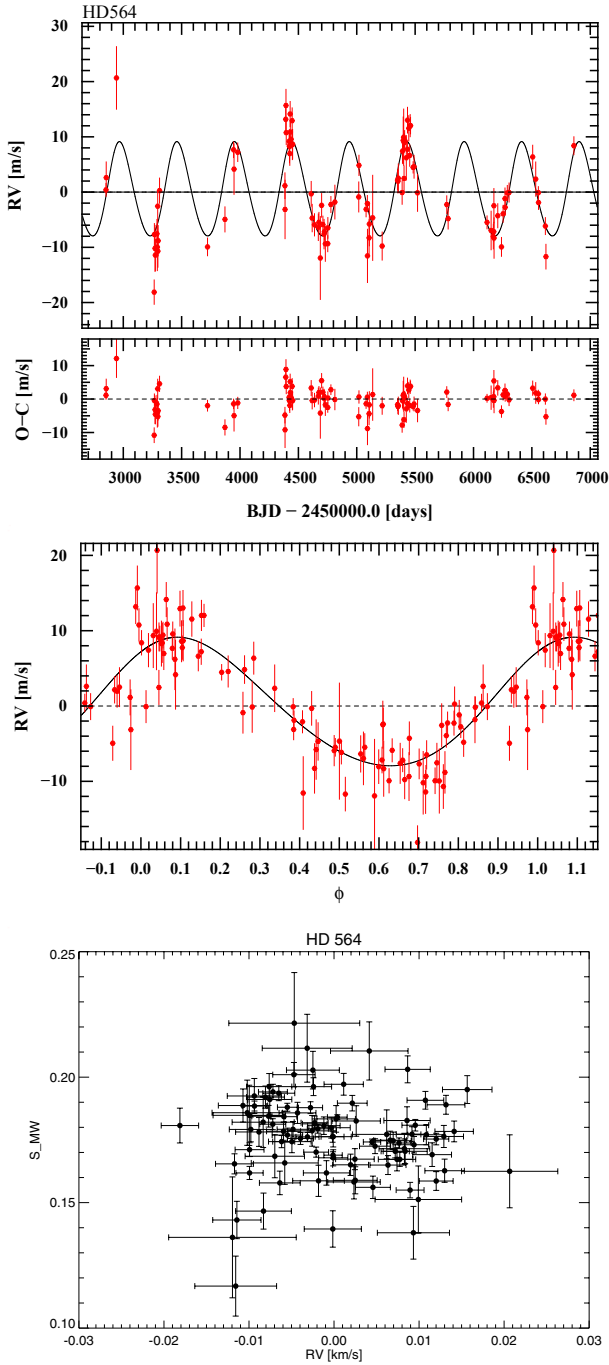 HD564
30
20
10
0
−10
−20
RV [m/s]
10
0
−10
O−C [m/s]
3000 3500 4000 4500 5000 5500 6000 6500 7000
BJD − 2450000.0 [days]
20
10
0
−10
RV [m/s]
−0.1 0.0 0.1 0.2 0.3 0.4 0.5 0.6 0.7 0.8 0.9 1.0 1.1
ϕ
HD 564
0.25
0.20
0.15
0.10
S_MW
-0.03 -0.02 -0.01 0.00 0.01 0.02 0.03
RV [km/s]